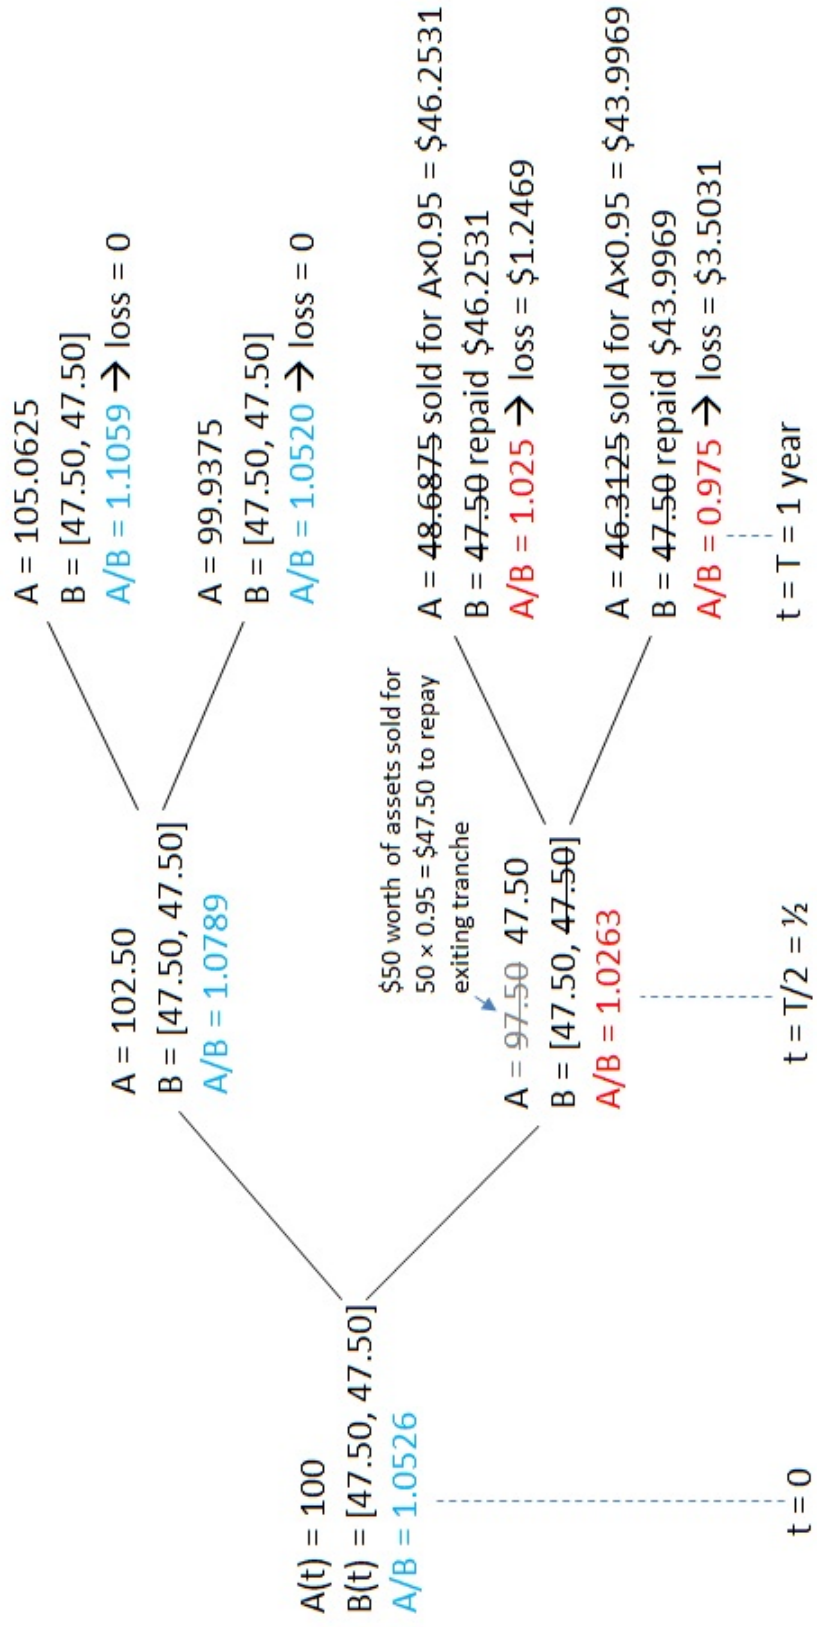 A(t) = 100
B(t) = [47.50, 47.50]
A/B = 1.0526
A = 102.50
B = [47.50, 47.50]
A/B = 1.0789
$50 worth of assets sold for
50 × 0.95 = $47.50 to repay
exiting tranche
A = 97.50 47.50
B = [47.50, 47.50]
A/B = 1.0263
A = 105.0625
B = [47.50, 47.50]
A/B = 1.1059 → loss = 0
A = 99.9375
B = [47.50, 47.50]
A/B = 1.0520 → loss = 0
A = 48.6875 sold for A×0.95 = $46.2531
B = 47.50 repaid $46.2531
A/B = 1.025 → loss = $1.2469
A = 46.3125 sold for A×0.95 = $43.9969
B = 47.50 repaid $43.9969
A/B = 0.975 → loss = $3.5031
t = 0
t = T/2 = ½
t = T = 1 year